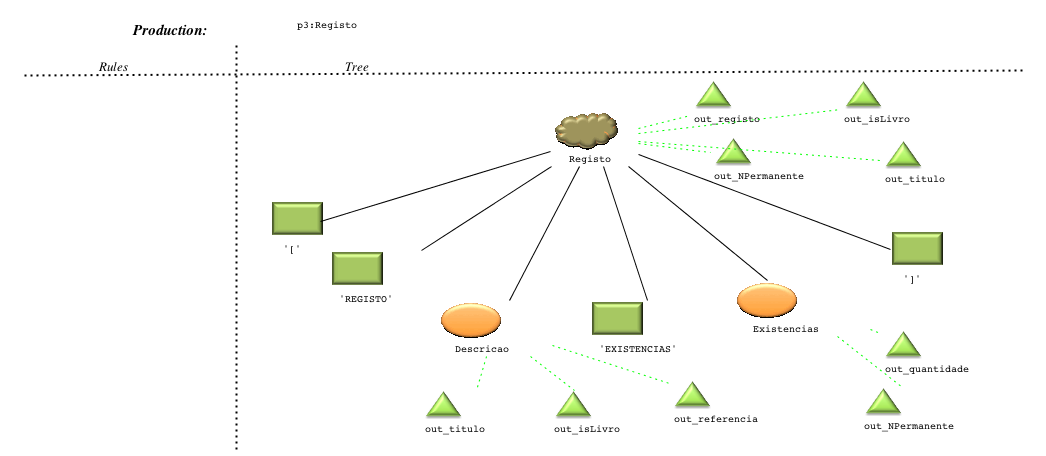 Production:
p3:Registo
Rules
Tree
out_registo
out_isLivro
Registo
out_NPermanente
out_titulo
'['
']'
'REGISTO'
Existencias
Descricao
'EXISTENCIAS'
out_quantidade
out_titulo
out_isLivro
out_referencia
out_NPermanente